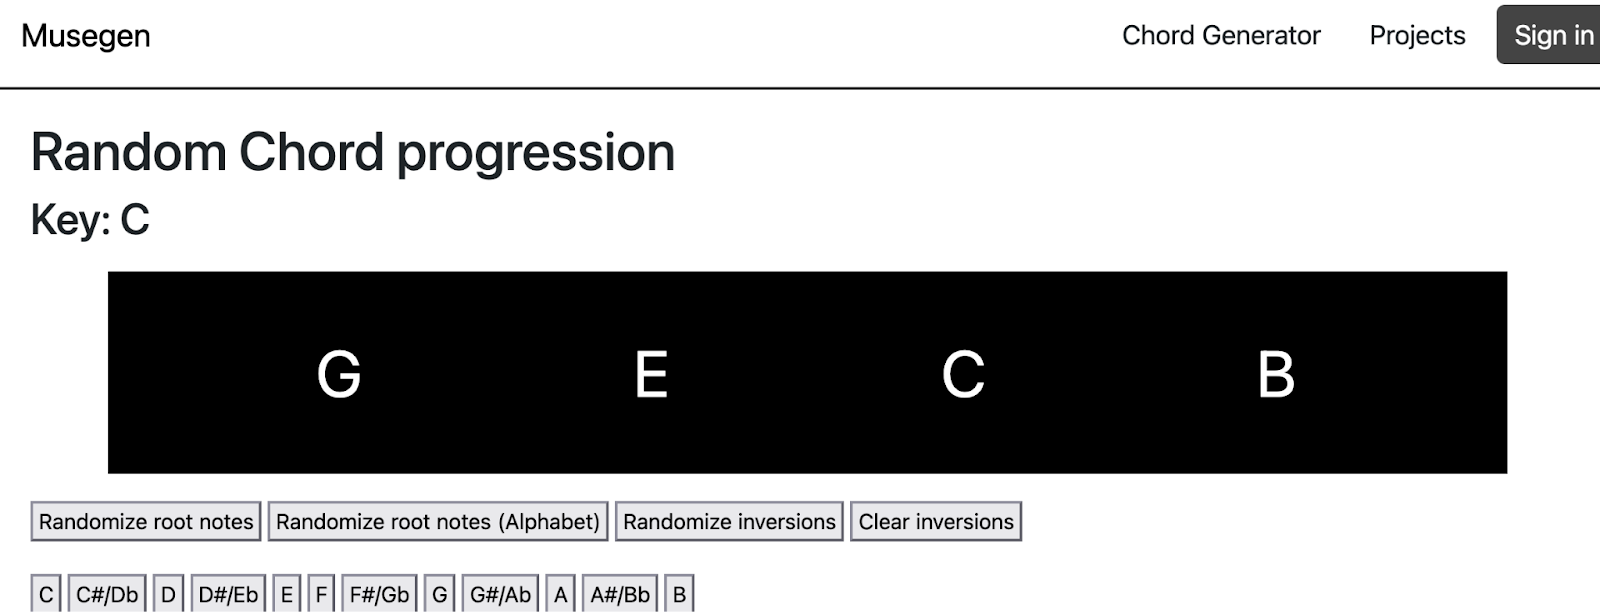 Musegen Chord Generator Projects Sign in
Random Chord progression
Key: C
G E C B
Randomize root notes Randomize root notes (Alphabet) Randomize inversions Clear inversions
C C#/Db D D#/Eb E F F#/Gb G G#/Ab A A#/Bb B